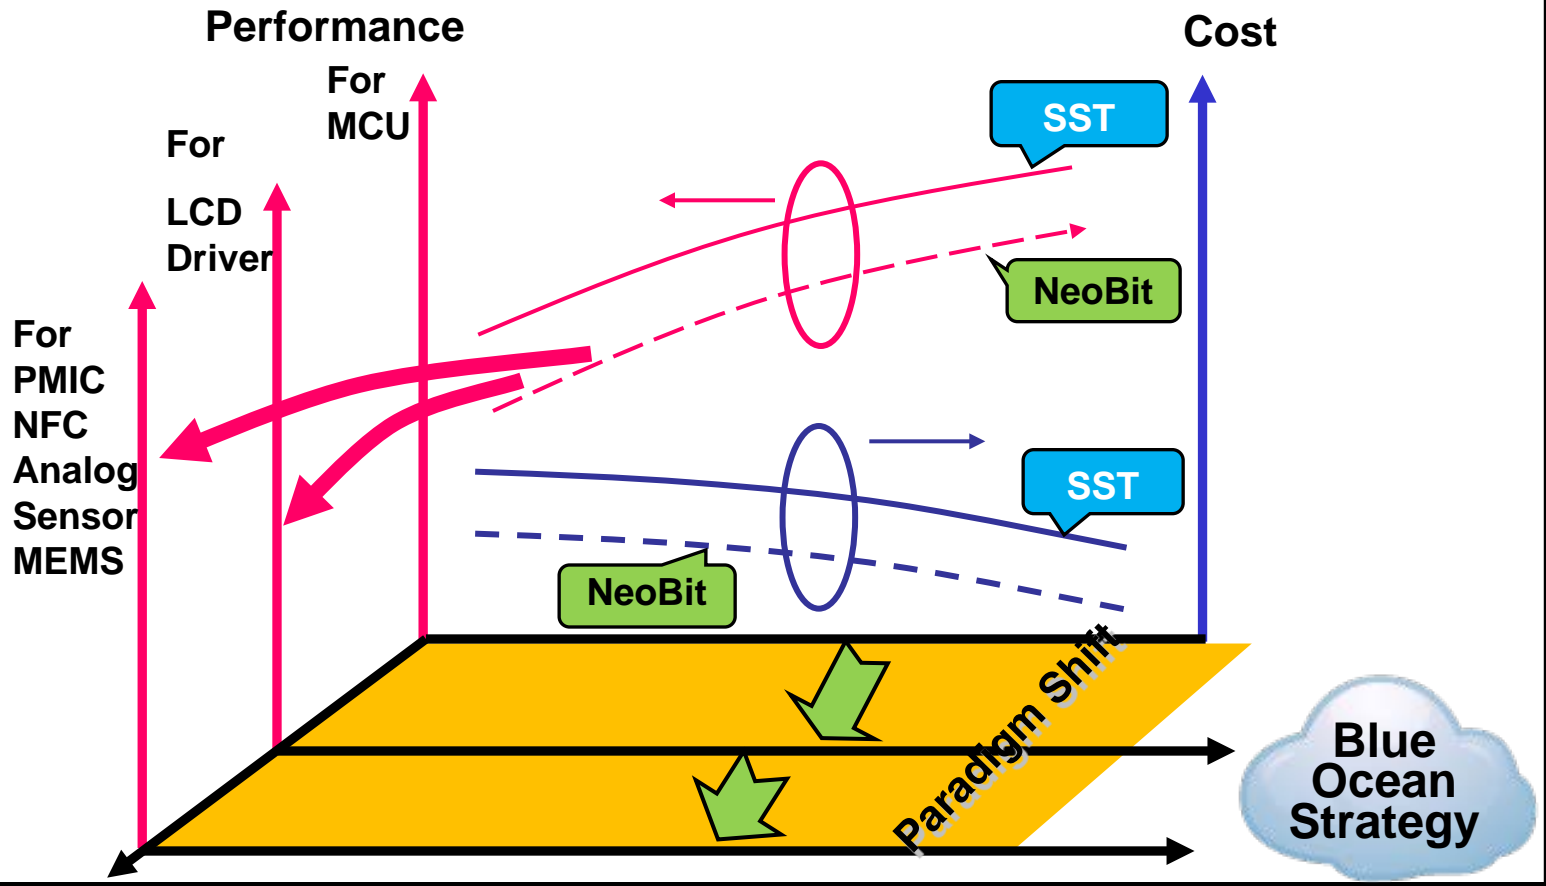 Performance
Cost
For
MCU
For
LCD
Driver
For
PMIC
NFC
Analog
Sensor
MEMS
SST
NeoBit
SST
NeoBit
Paradigm Shift
Blue
Ocean
Strategy